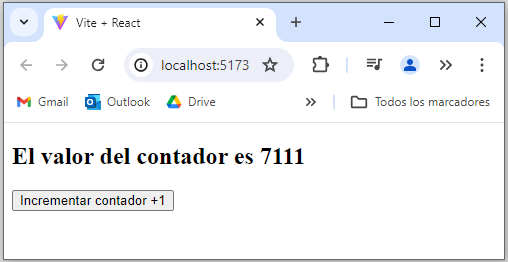 Vite + React
localhost:5173
Gmail Outlook Drive Todos los marcadores
El valor del contador es 7111
Incrementar contador +1